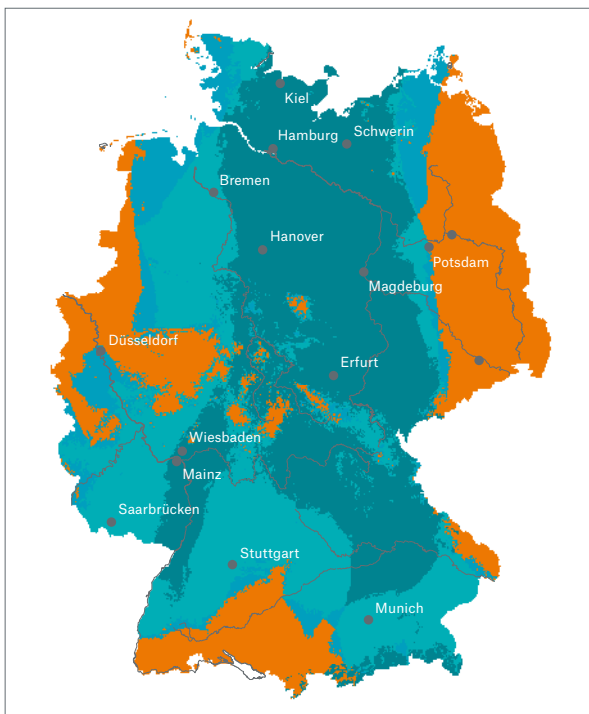 Kiel
Hamburg
Schwerin
Bremen
Hanover
Potsdam
Magdeburg
Düsseldorf
Erfurt
Wiesbaden
Mainz
Saarbrücken
Stuttgart
Munich